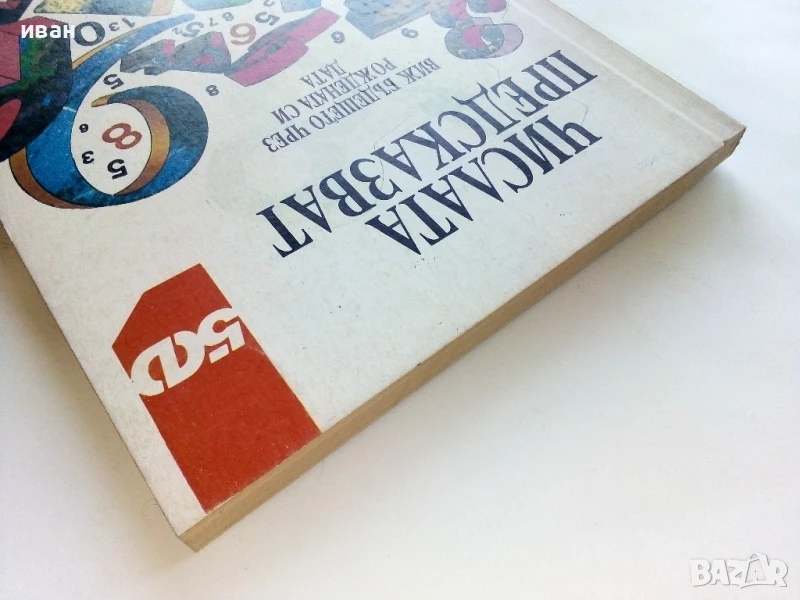 иван
ЧИСЛАТА
ПРЕДСКАЗВАТ
ВИЖ БЪДЕЩЕТО ЧРЕЗ
РОЖДЕНАТА СИ
ДАТА
BAZAR